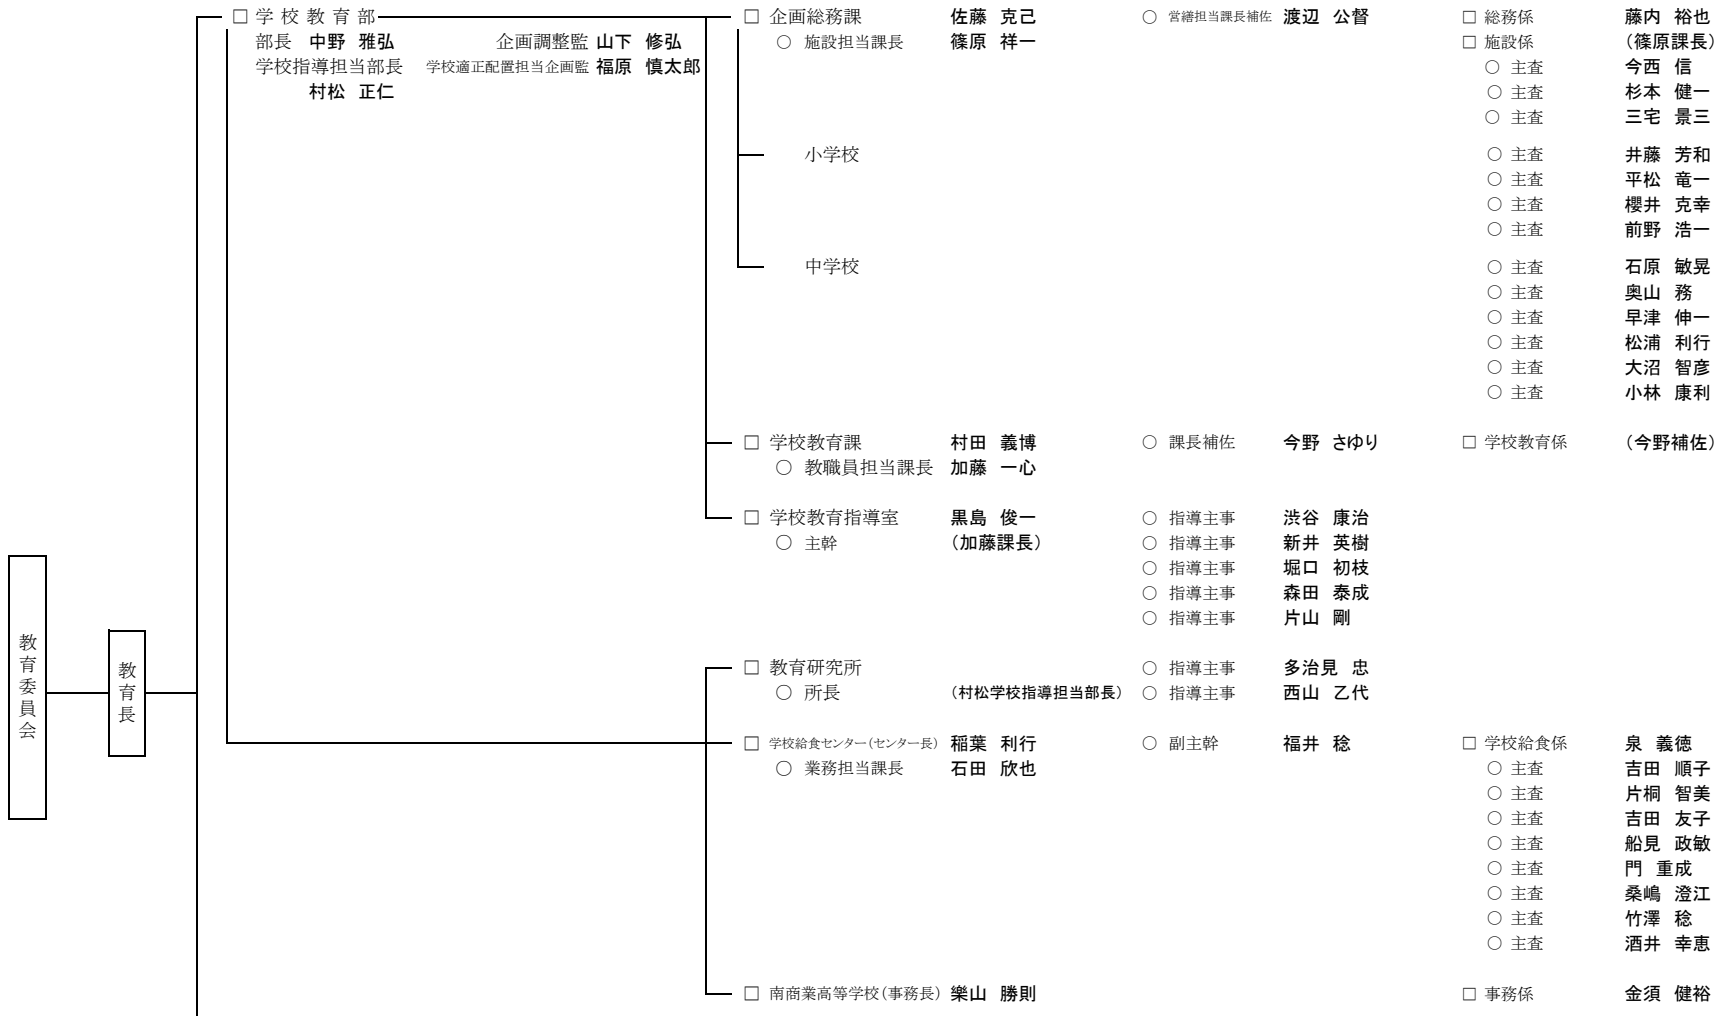 □ 学 校 教 育 部 □ 企画総務課 佐藤 克己 ○ 営繕担当課長補佐 渡辺 公督 □ 総務係 藤内 裕也
部長 中野 雅弘 企画調整監 山下 修弘 ○ 施設担当課長 篠原 祥一 □ 施設係 （篠原課長）
学校指導担当部長 学校適正配置担当企画監 福原 慎太郎 ○ 主査 今西 信
村松 正仁 ○ 主査 杉本 健一
○ 主査 三宅 景三
小学校 ○ 主査 井藤 芳和
○ 主査 平松 竜一
○ 主査 櫻井 克幸
○ 主査 前野 浩一
中学校 ○ 主査 石原 敏晃
○ 主査 奥山 務
○ 主査 早津 伸一
○ 主査 松浦 利行
○ 主査 大沼 智彦
○ 主査 小林 康利
□ 学校教育課 村田 義博 ○ 課長補佐 今野 さゆり □ 学校教育係 （今野補佐）
○ 教職員担当課長 加藤 一心
□ 学校教育指導室 黒島 俊一 ○ 指導主事 渋谷 康治
○ 主幹 （加藤課長） ○ 指導主事 新井 英樹
○ 指導主事 堀口 初枝
○ 指導主事 森田 泰成
○ 指導主事 片山 剛
教育委員会
教育長
□ 教育研究所 ○ 指導主事 多治見 忠
○ 所長 （村松学校指導担当部長） ○ 指導主事 西山 乙代
□ 学校給食センター（センター長） 稲葉 利行 ○ 副主幹 福井 稔 □ 学校給食係 泉 義徳
○ 業務担当課長 石田 欣也 ○ 主査 吉田 順子
○ 主査 片桐 智美
○ 主査 吉田 友子
○ 主査 船見 政敏
○ 主査 門 重成
○ 主査 桑嶋 澄江
○ 主査 竹澤 稔
○ 主査 酒井 幸恵
□ 南商業高等学校（事務長） 樂山 勝則 □ 事務係 金須 健裕